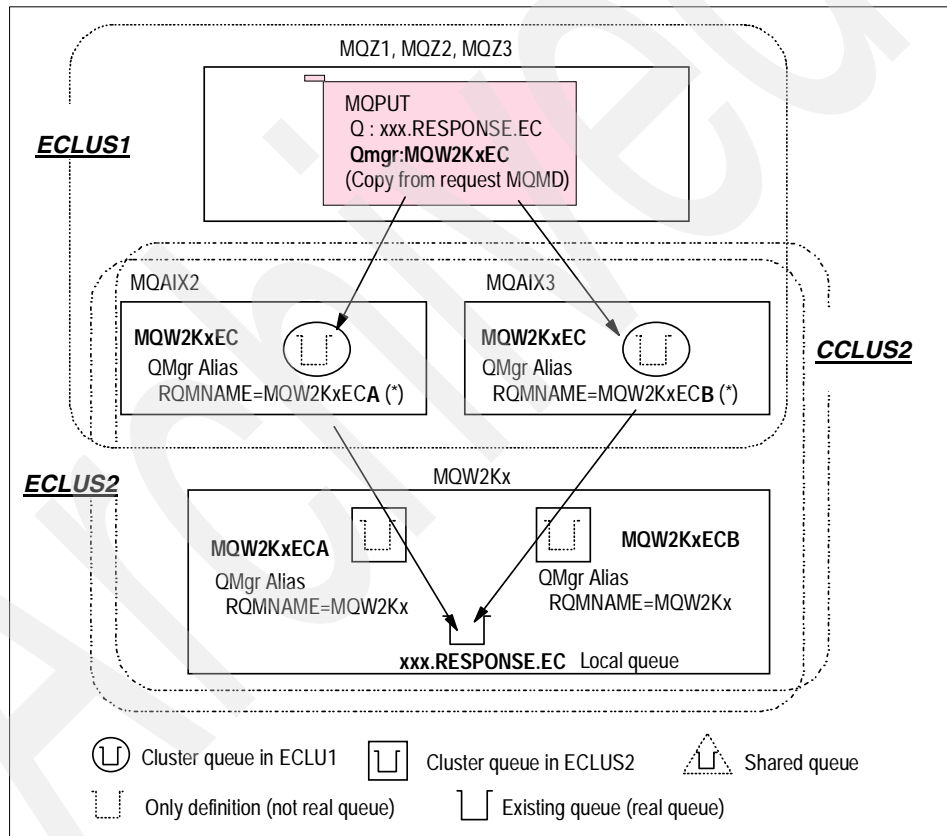 MQZ1, MQZ2, MQZ3
ECLUS1
MQPUT
Q : xxx.RESPONSE.EC
Qmgr:MQW2KxEC
(Copy from request MQMD)
MQAIX2
MQAIX3
MQW2KxEC
QMgr Alias
RQMNAME=MQW2KxECA (*)
MQW2KxEC
QMgr Alias
RQMNAME=MQW2KxECB (*)
CCLUS2
ECLUS2
MQW2Kx
MQW2KxECA
QMgr Alias
RQMNAME=MQW2Kx
MQW2KxECB
QMgr Alias
RQMNAME=MQW2Kx
xxx.RESPONSE.EC Local queue
Cluster queue in ECLU1
Cluster queue in ECLUS2
Shared queue
Only definition (not real queue)
Existing queue (real queue)
Archived